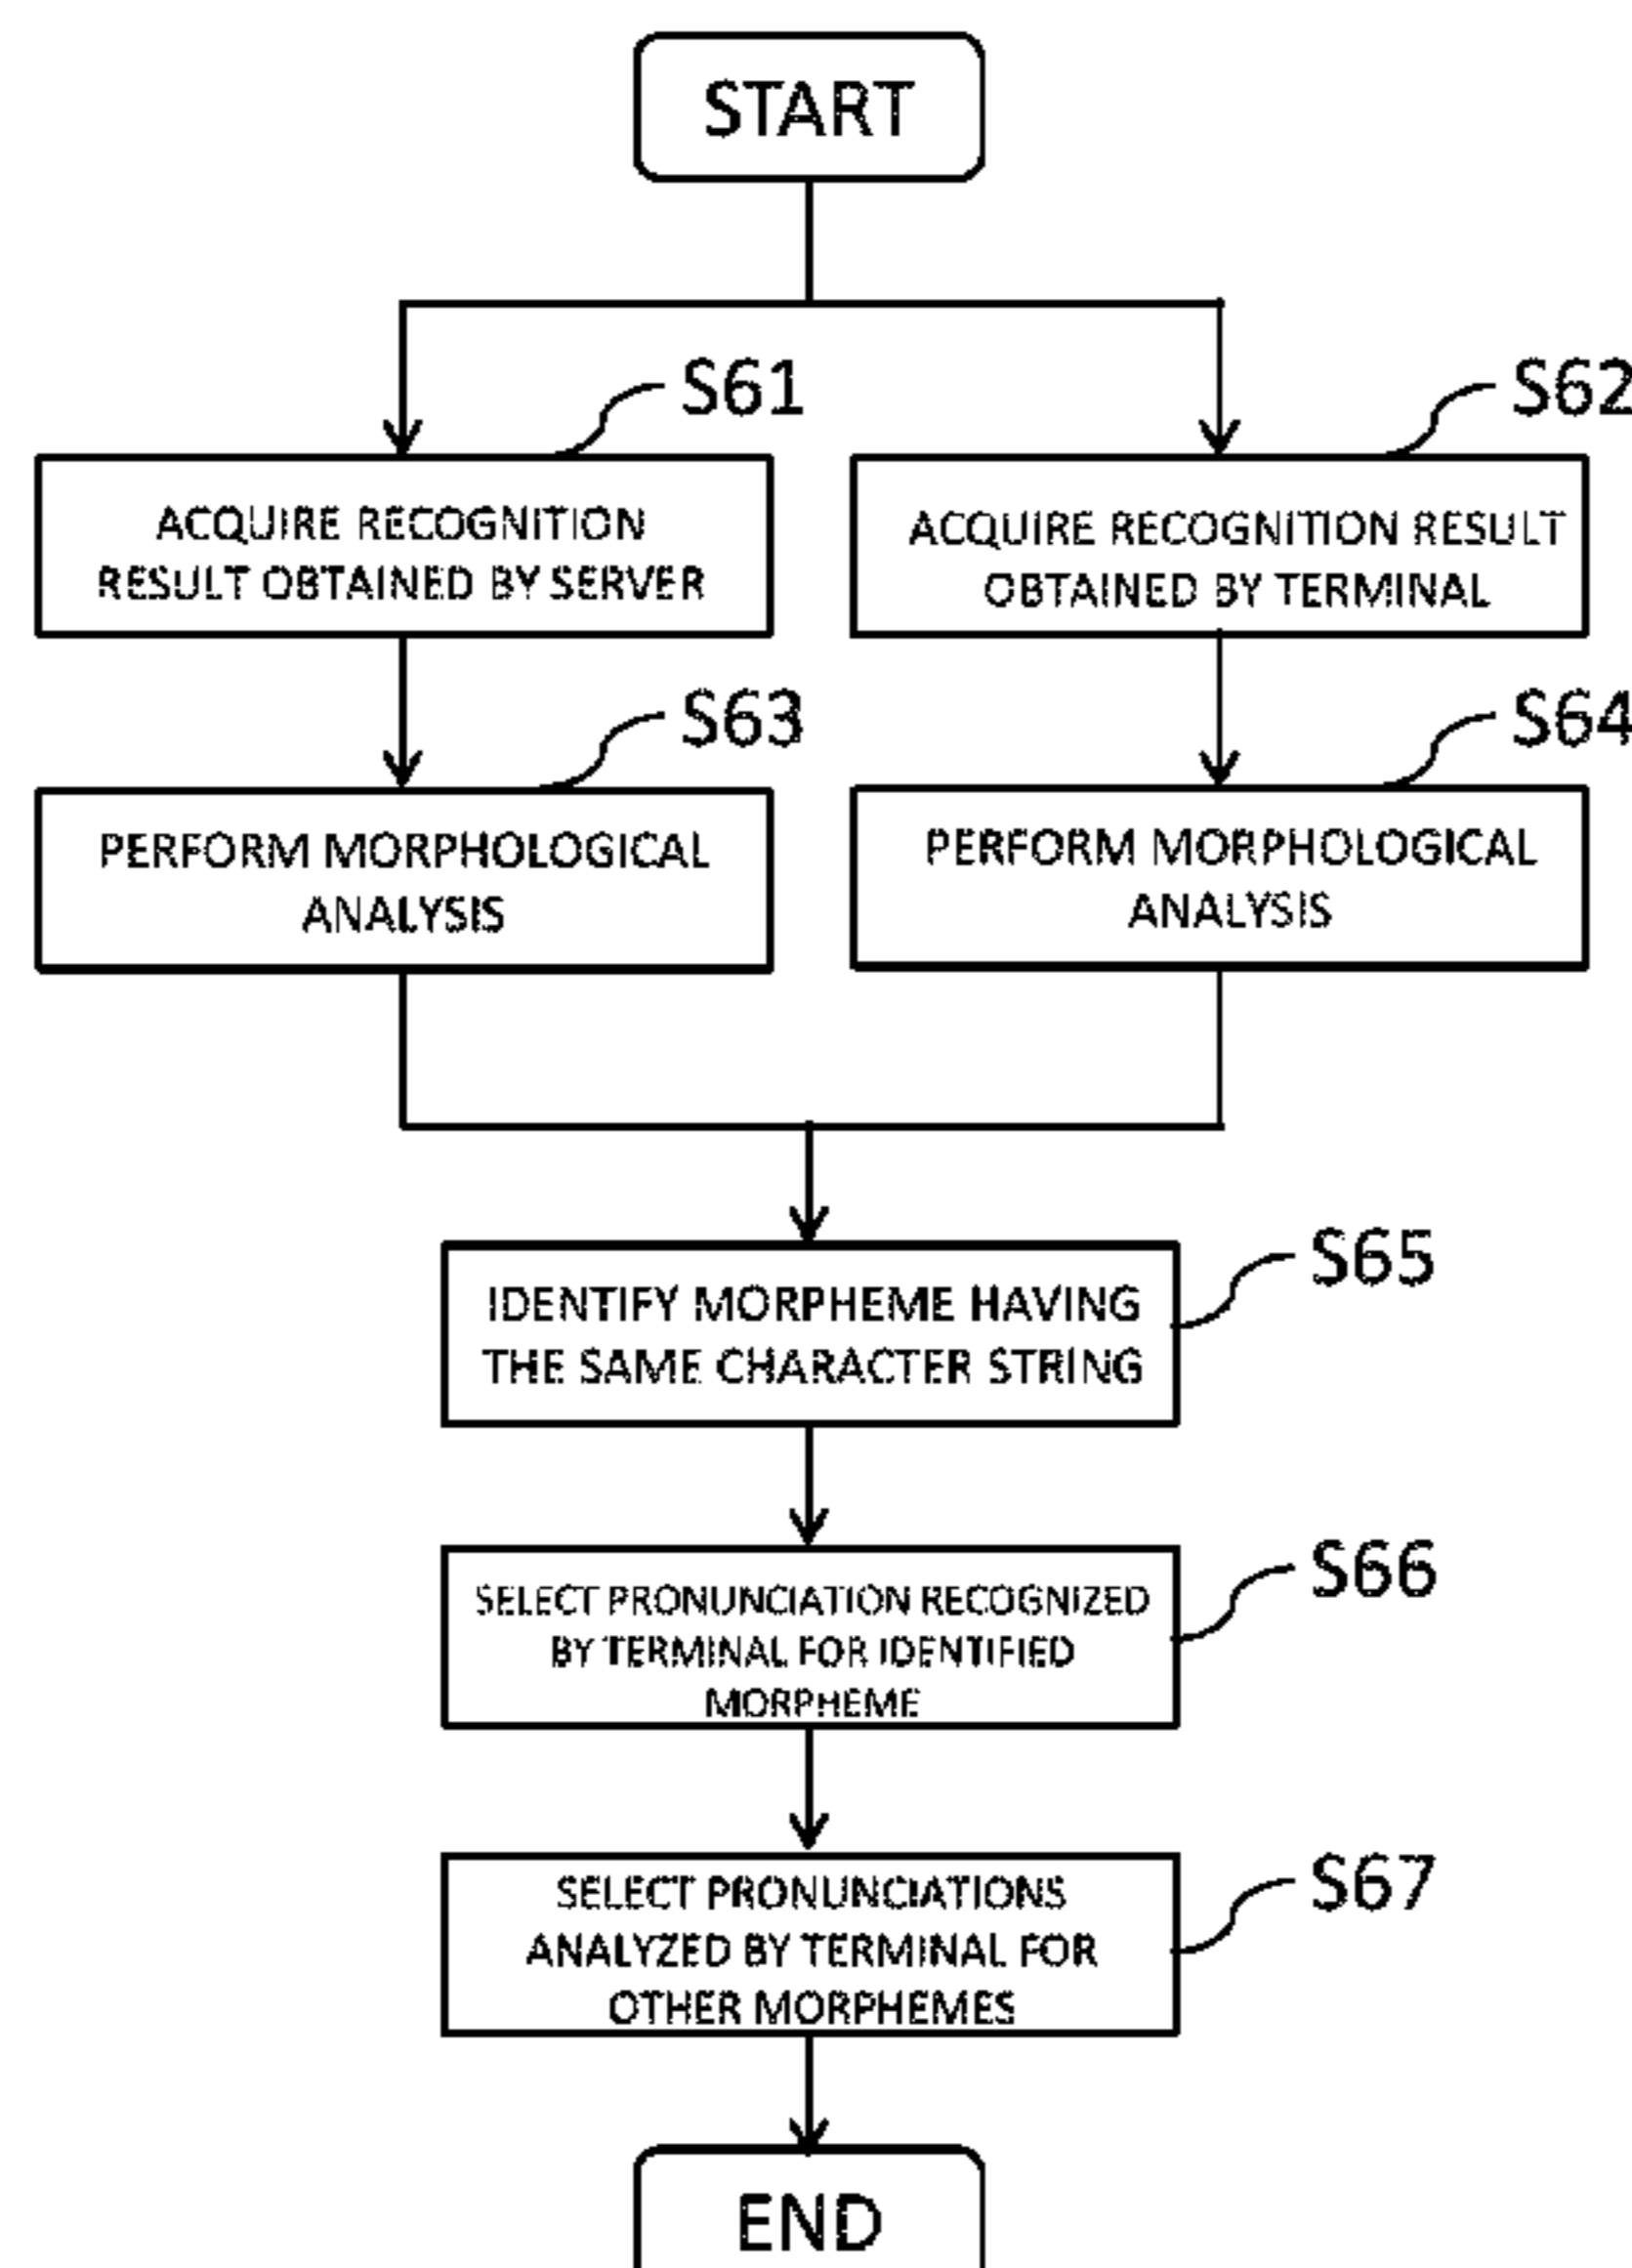 START
S61
S62
ACQUIRE RECOGNITION
RESULT OBTAINED BY SERVER
ACQUIRE RECOGNITION RESULT
OBTAINED BY TERMINAL
S63
S64
PERFORM MORPHOLOGICAL
ANALYSIS
PERFORM MORPHOLOGICAL
ANALYSIS
S65
IDENTIFY MORPHEME HAVING
THE SAME CHARACTER STRING
S66
SELECT PRONUNCIATION RECOGNIZED
BY TERMINAL FOR IDENTIFIED
MORPHEME
S67
SELECT PRONUNCIATIONS
ANALYZED BY TERMINAL FOR
OTHER MORPHEMES
END